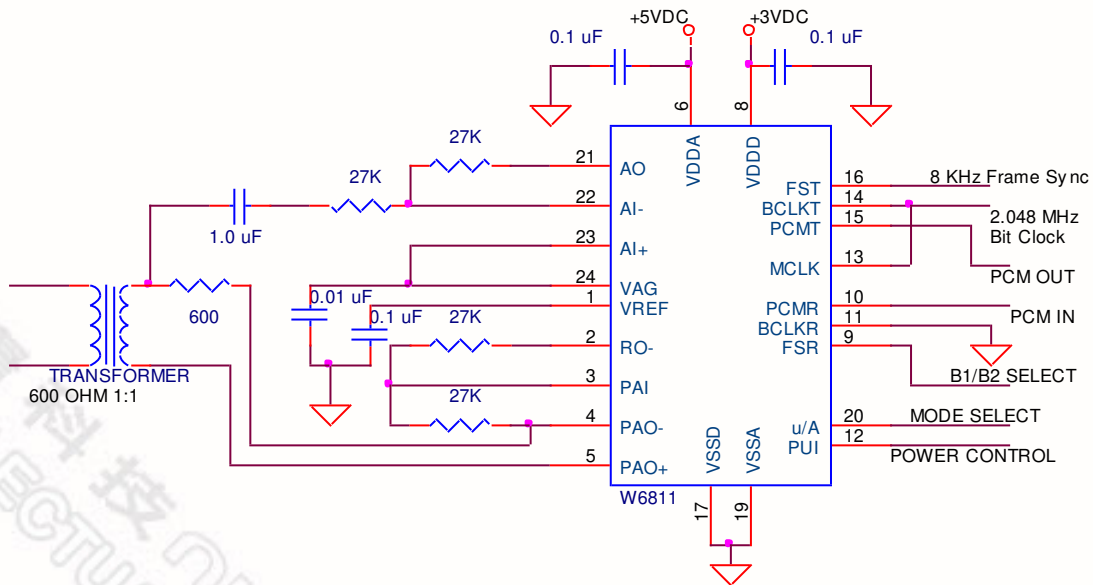 +5VDC
+3VDC
0.1 uF
0.1 uF
6
8
VDDA
VDDD
27K
21
AO
27K
22
AI-
1.0 uF
23
AI+
24
VAG
0.01 uF
1
VREF
0.1 uF
600
27K
2
RO-
3
PAI
27K
4
PAO-
5
PAO+
TRANSFORMER
600 OHM 1:1
FST
16
8 KHz Frame Sync
BCLKT
14
2.048 MHz
Bit Clock
PCMT
15
PCM OUT
MCLK
13
PCMR
10
PCM IN
BCLKR
11
FSR
9
B1/B2 SELECT
u/A
20
MODE SELECT
PUI
12
POWER CONTROL
VSSD
VSSA
W6811
17
19
科技